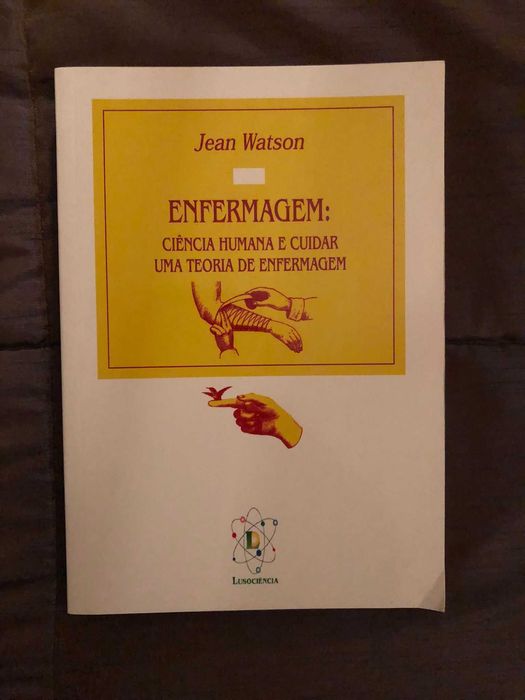 Jean Watson
ENFERMAGEM:
CIÊNCIA HUMANA E CUIDAR
UMA TEORIA DE ENFERMAGEM
L
LUSOCIÊNCIA